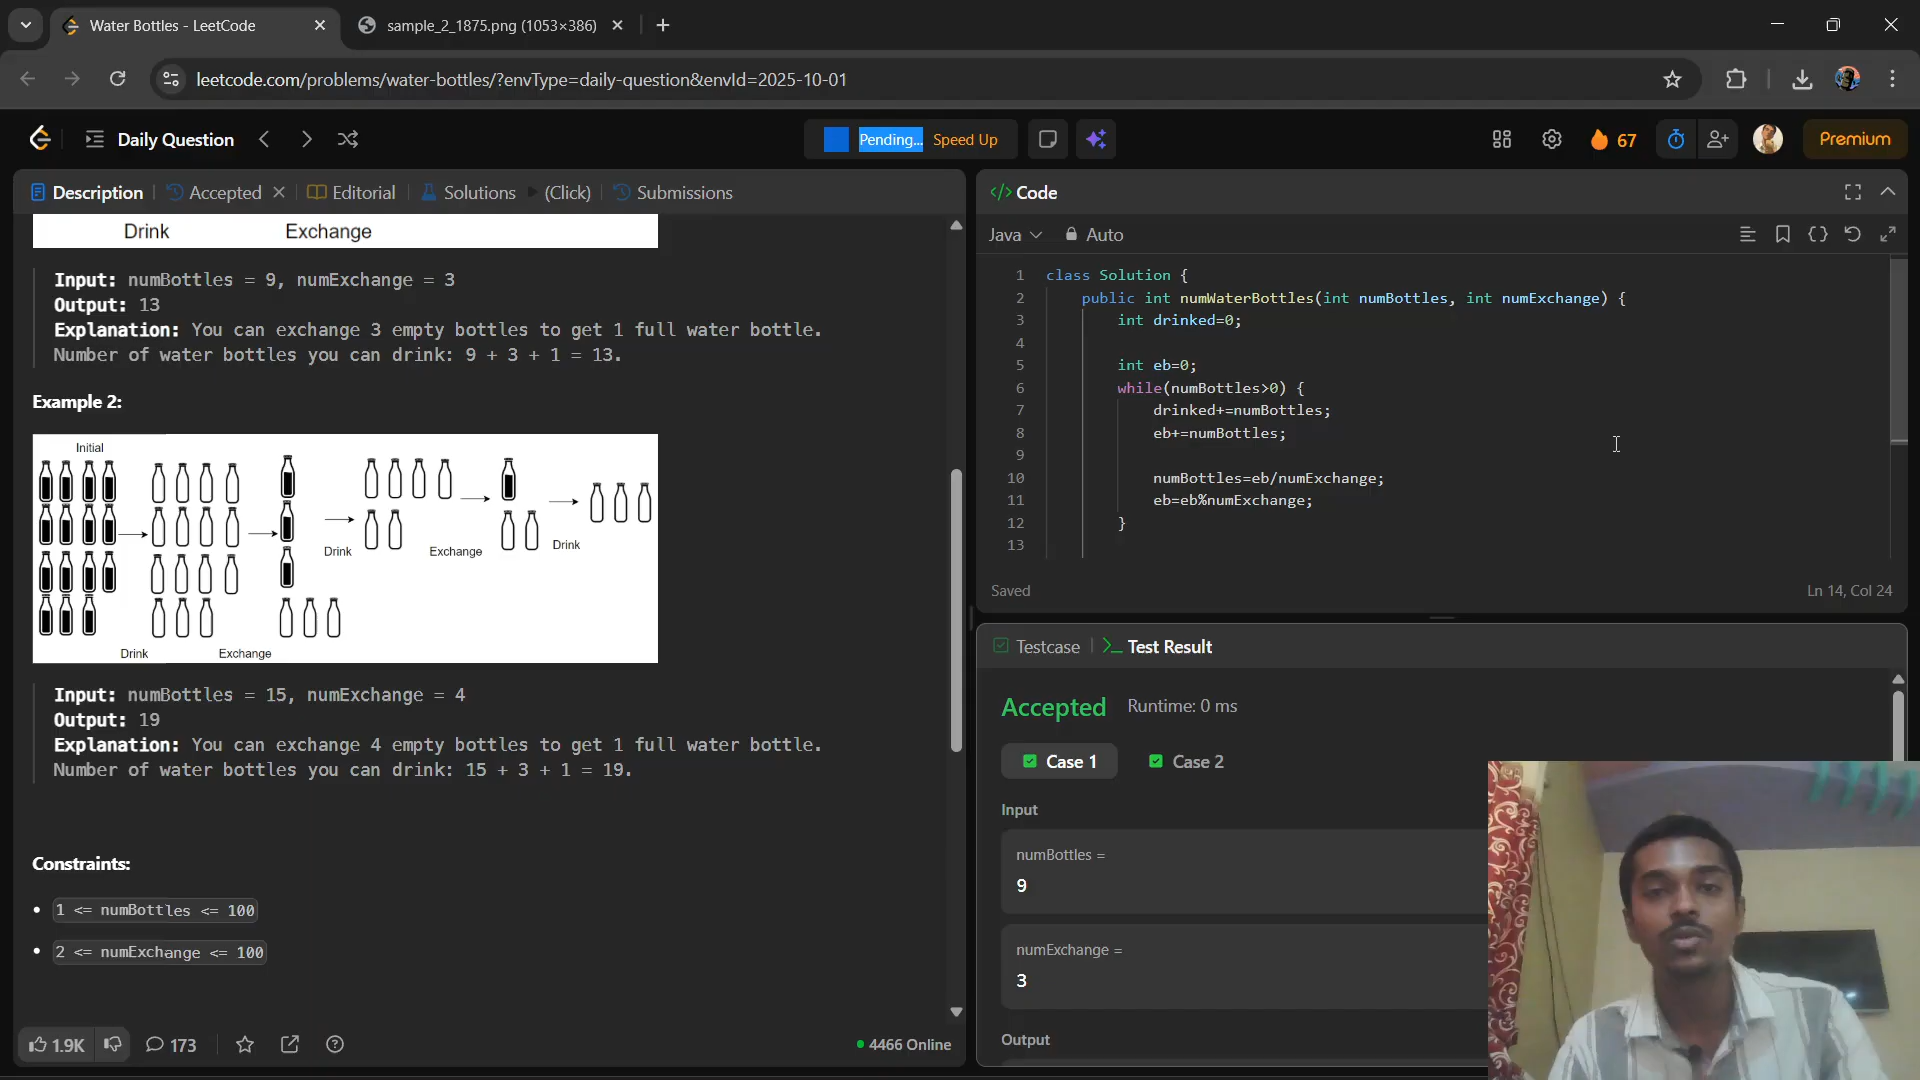 Water Bottles - LeetCode
sample_2_1875.png (1053×386)
leetcode.com/problems/water-bottles/?envType=daily-question&envId=2025-10-01
Daily Question
Pending... Speed Up
67
Premium
Description
Accepted
Editorial
Solutions
(Click)
Submissions
Drink Exchange
Input: numBottles = 9, numExchange = 3
Output: 13
Explanation: You can exchange 3 empty bottles to get 1 full water bottle.
Number of water bottles you can drink: 9 + 3 + 1 = 13.
Example 2:
Initial
Drink Exchange Drink
Drink Exchange
Input: numBottles = 15, numExchange = 4
Output: 19
Explanation: You can exchange 4 empty bottles to get 1 full water bottle.
Number of water bottles you can drink: 15 + 3 + 1 = 19.
Constraints:
• 1 <= numBottles <= 100
• 2 <= numExchange <= 100
1.9K
173
4466 Online
</> Code
Java Auto
1 class Solution {
2 public int numWaterBottles(int numBottles, int numExchange) {
3 int drinked=0;
4
5 int eb=0;
6 while(numBottles>0) {
7 drinked+=numBottles;
8 eb+=numBottles;
9
10 numBottles=eb/numExchange;
11 eb=eb%numExchange;
12 }
13
Saved
Ln 14, Col 24
Testcase
Test Result
Accepted Runtime: 0 ms
Case 1 Case 2
Input
numBottles =
9
numExchange =
3
Output